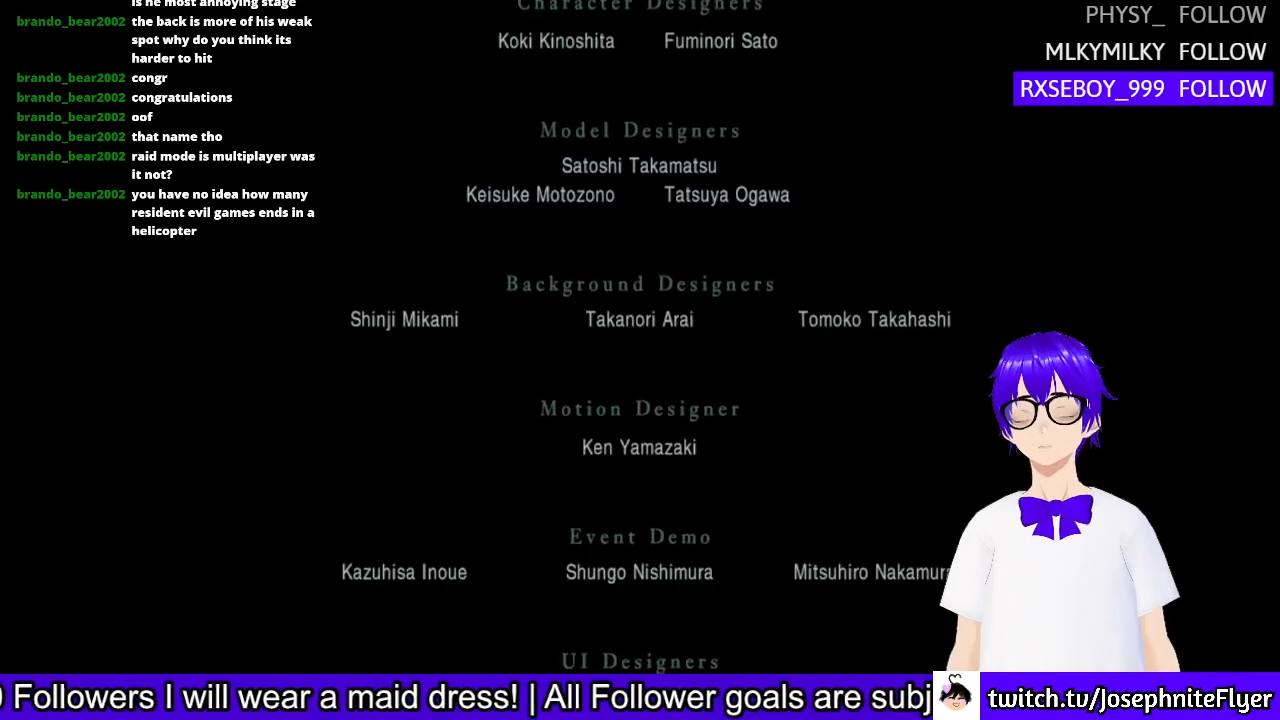 is he most annoying stage
brando_bear2002 the back is more of his weak
spot why do you think its
harder to hit
brando_bear2002 congr
brando_bear2002 congratulations
brando_bear2002 oof
brando_bear2002 that name tho
brando_bear2002 raid mode is multiplayer was
it not?
brando_bear2002 you have no idea how many
resident evil games ends in a
helicopter
Character Designers
Koki Kinoshita Fuminori Sato
Model Designers
Satoshi Takamatsu
Keisuke Motozono Tatsuya Ogawa
Background Designers
Shinji Mikami Takanori Arai Tomoko Takahashi
Motion Designer
Ken Yamazaki
Event Demo
Kazuhisa Inoue Shungo Nishimura Mitsuhiro Nakamur
UI Designers
PHYSY_ FOLLOW
MLKYMILKY FOLLOW
RXSEBOY_999 FOLLOW
Followers I will wear a maid dress! | All Follower goals are subj
twitch.tv/JosephniteFlyer